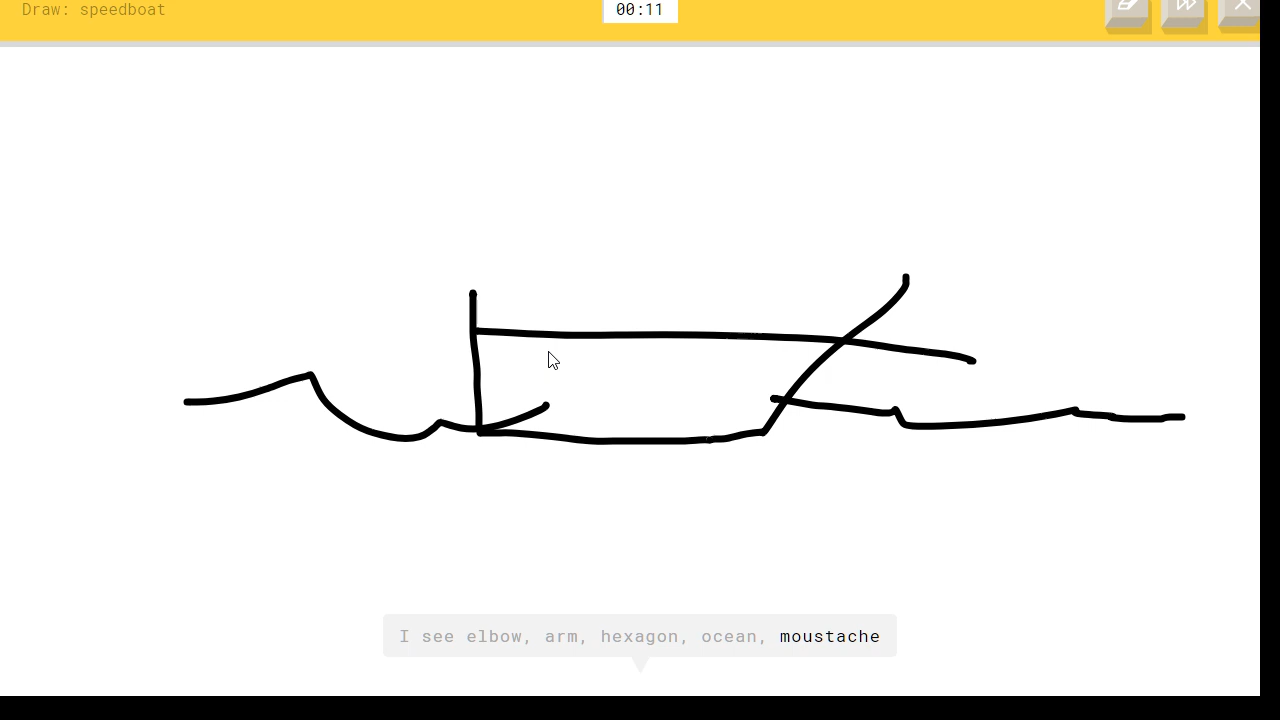 Draw: speedboat
00:11
I see elbow, arm, hexagon, ocean, moustache